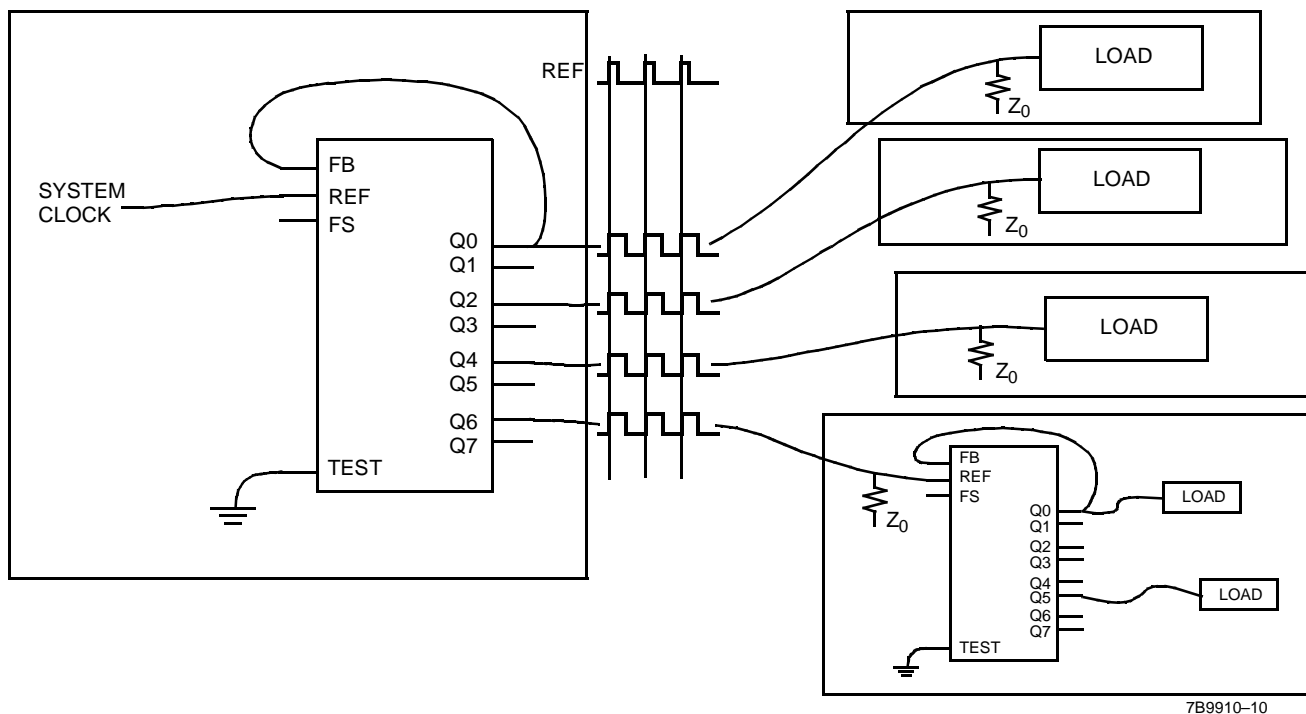 REF
SYSTEM
CLOCK
FB
REF
FS
Q0
Q1
Q2
Q3
Q4
Q5
Q6
Q7
TEST
LOAD
Z0
LOAD
Z0
LOAD
Z0
Z0
FB
REF
FS
Q0
Q1
Q2
Q3
Q4
Q5
Q6
Q7
TEST
LOAD
LOAD
7B9910–10